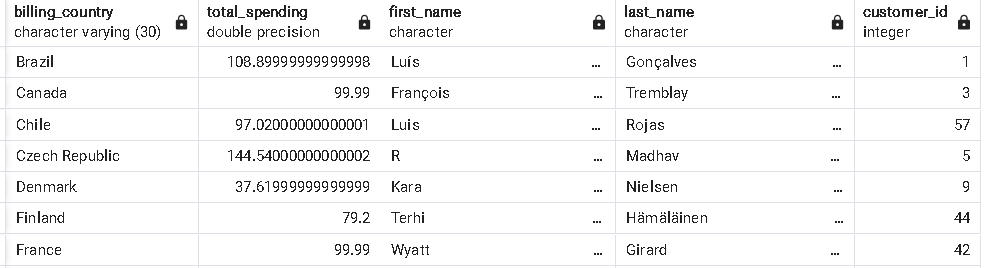 billing_country total_spending first_name last_name customer_id
character varying (30) double precision character character integer
Brazil 108.89999999999998 Luís ... Gonçalves ... 1
Canada 99.99 François ... Tremblay ... 3
Chile 97.02000000000001 Luis ... Rojas ... 57
Czech Republic 144.54000000000002 R ... Madhav ... 5
Denmark 37.61999999999999 Kara ... Nielsen ... 9
Finland 79.2 Terhi ... Hämäläinen ... 44
France 99.99 Wyatt ... Girard ... 42